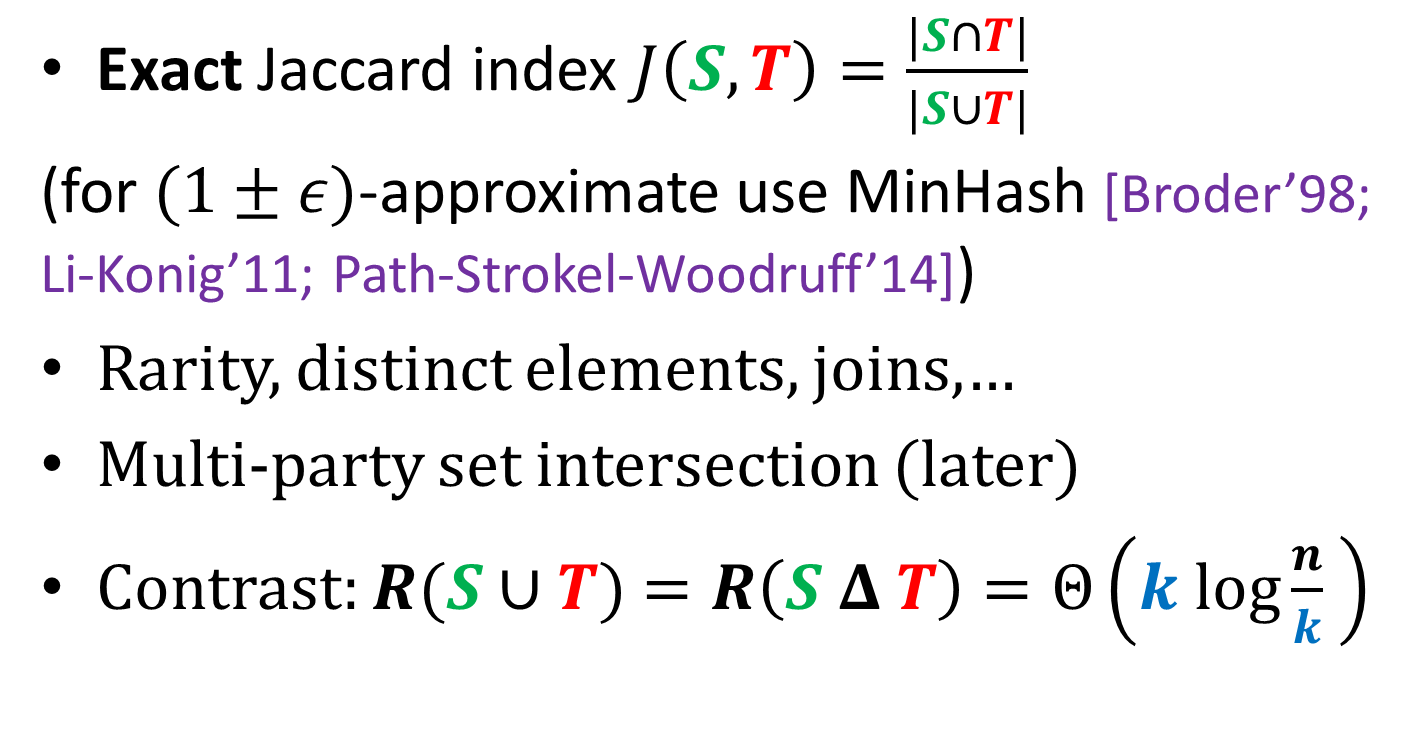 • Exact Jaccard index J(S, T) = |S∩T| / |S∪T|
(for (1 ± ϵ)-approximate use MinHash [Broder’98;
Li-Konig’11; Path-Strokel-Woodruff’14])
• Rarity, distinct elements, joins,…
• Multi-party set intersection (later)
• Contrast: R(S ∪ T) = R(S Δ T) = Θ(k log n/k)